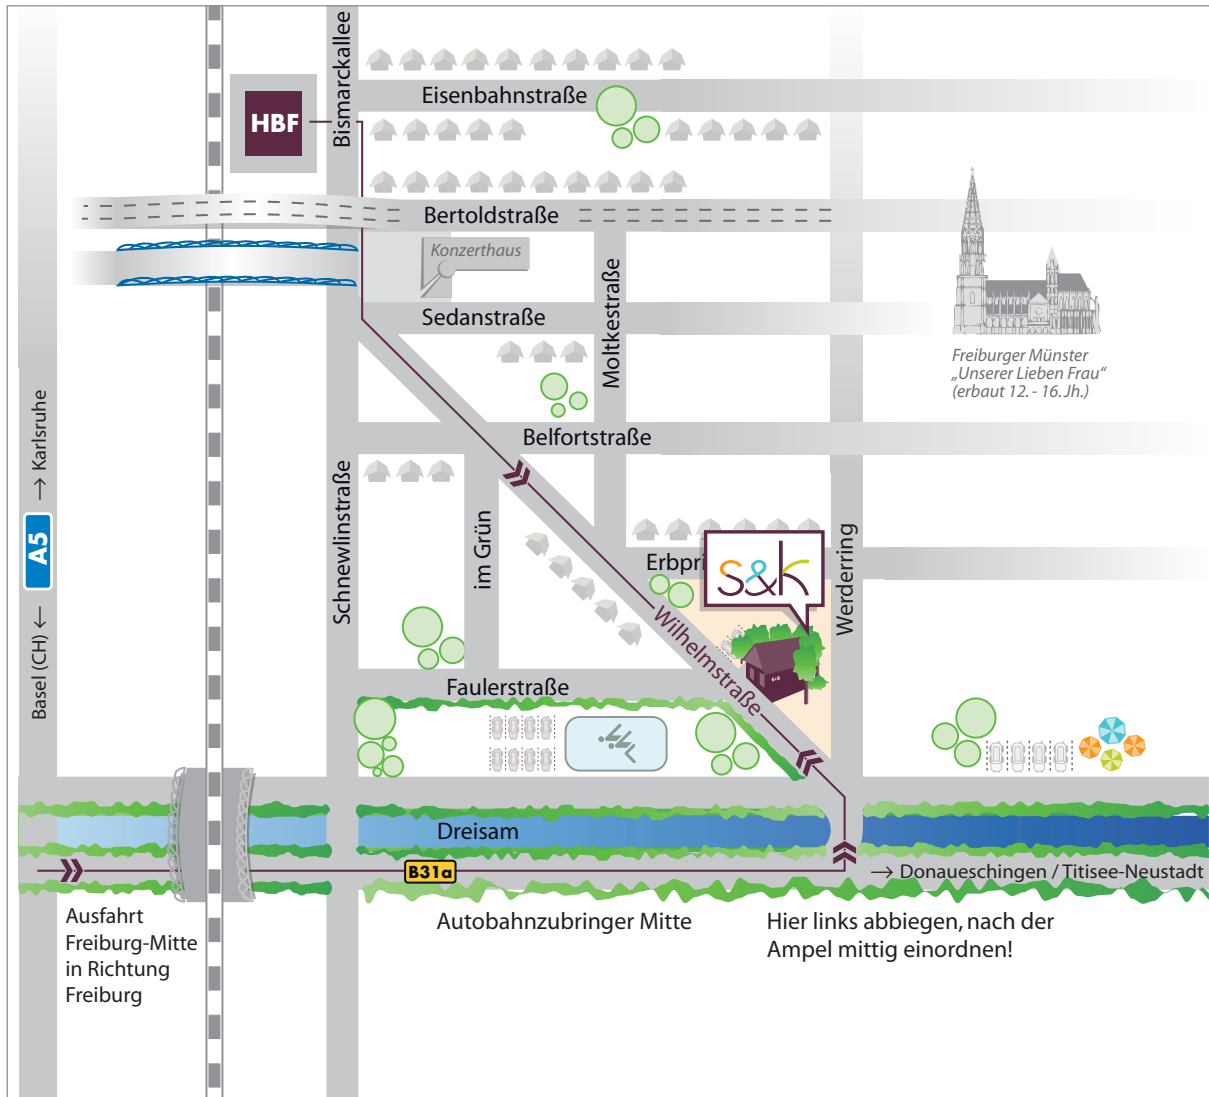 Bismarckallee
Eisenbahnstraße
HBF
Bertoldstraße
Konzerthaus
Sedanstraße
Moltkestraße
Freiburger Münster
„Unserer Lieben Frau“
(erbaut 12. - 16. Jh.)
Belfortstraße
→ Karlsruhe
A5
Basel (CH) ←
Schnewlinstraße
im Grün
Erbpri
s&k
Werderring
Wilhelmstraße
Faulerstraße
Dreisam
B31a
→ Donaueschingen / Titisee-Neustadt
Ausfahrt
Freiburg-Mitte
in Richtung
Freiburg
Autobahnzubringer Mitte
Hier links abbiegen, nach der
Ampel mittig einordnen!